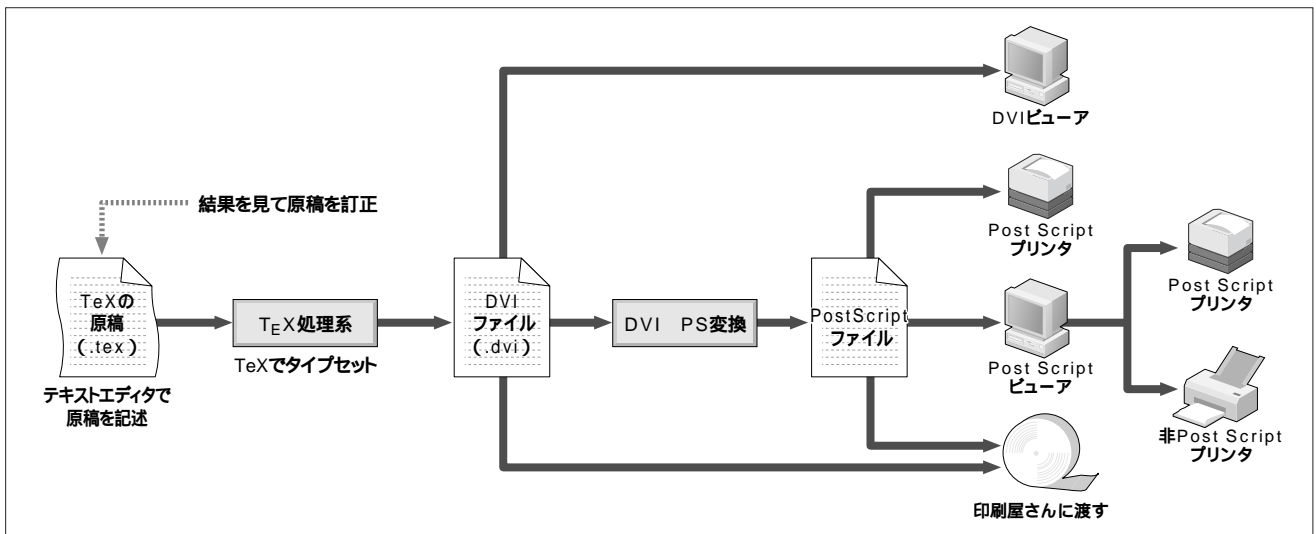 DVIビューア
結果を見て原稿を訂正
Post Script
プリンタ
Post Script
プリンタ
TeXの
原稿
(.tex)
TEX処理系
DVI
ファイル
(.dvi)
DVI PS変換
PostScript
ファイル
TeXでタイプセット
Post Script
ビューア
テキストエディタで
原稿を記述
非Post Script
プリンタ
印刷屋さんに渡す